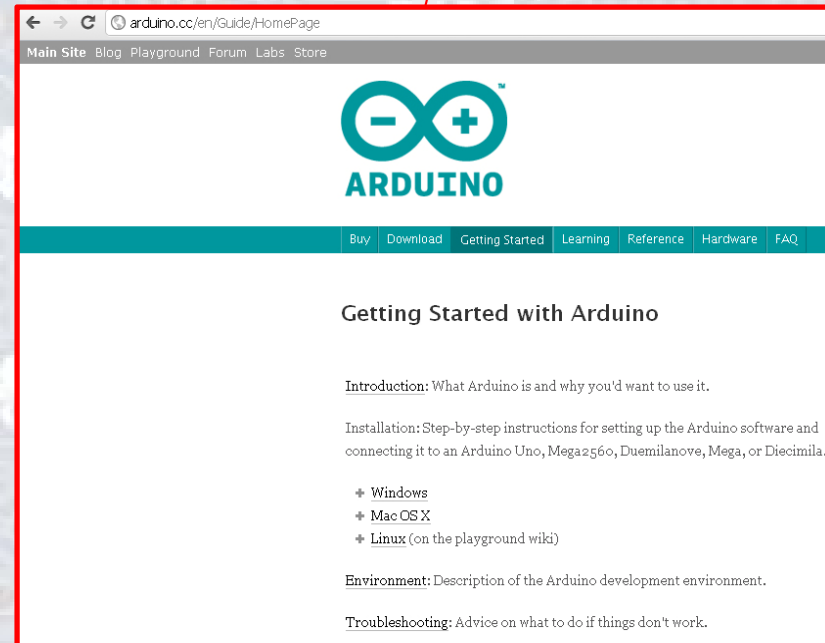 arduino.cc/en/Guide/HomePage
Main Site Blog Playground Forum Labs Store
ARDUINO
TM
Buy Download Getting Started Learning Reference Hardware FAQ
Getting Started with Arduino
Introduction: What Arduino is and why you'd want to use it.
Installation: Step-by-step instructions for setting up the Arduino software and
connecting it to an Arduino Uno, Mega2560, Duemilanove, Mega, or Diecimila.
Windows
Mac OS X
Linux (on the playground wiki)
Environment: Description of the Arduino development environment.
Troubleshooting: Advice on what to do if things don't work.